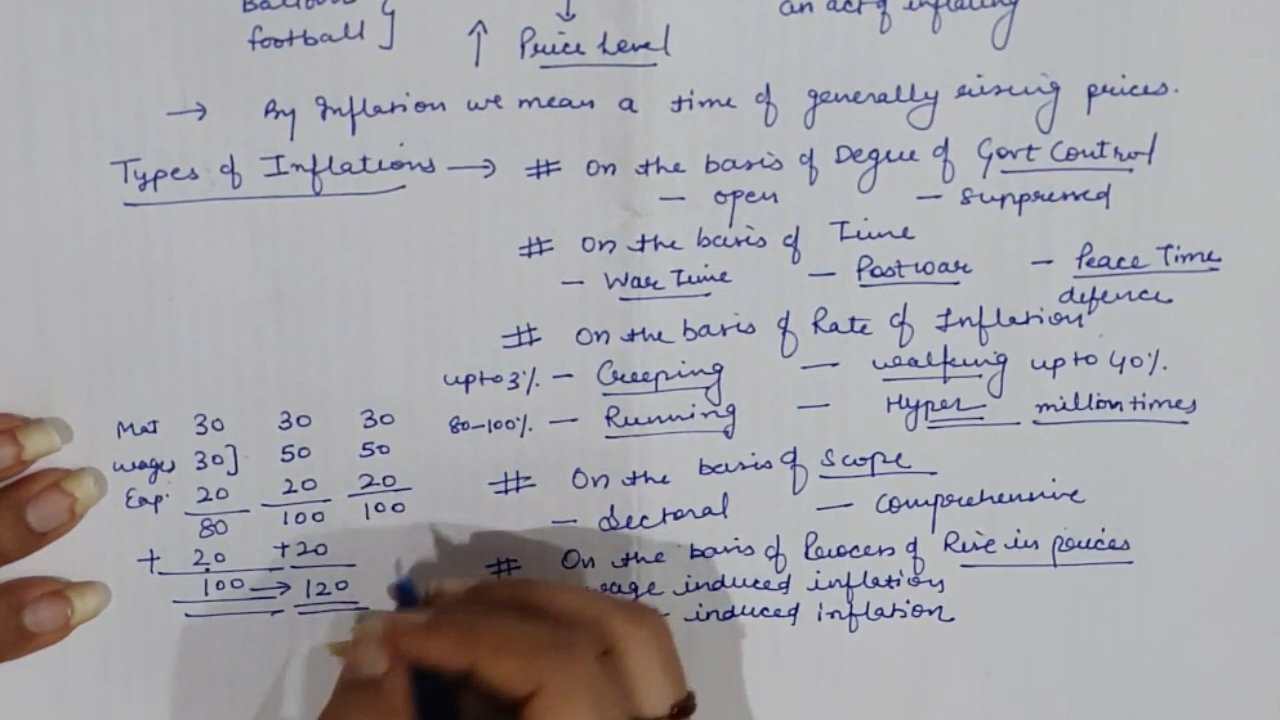 football }
an act of inflating
↑ Price Level
→ By Inflation we mean a time of generally rising prices.
Types of Inflations → # On the basis of Degree of Govt Control
- open - suppressed
# On the basis of Time
- War Time - Post war - Peace Time
defence
# On the basis of Rate of Inflation
upto 3% - Creeping - walking upto 40%.
80-100% - Running - Hyper million times
# On the basis of Scope
- Sectoral - Comprehensive
# On the basis of Process of Rise in prices
wage induced inflation
induced inflation
Mat 30 30 30
wages 30] 50 50
Exp. 20 20 20
80 100 100
+ 20 +20
100 → 120